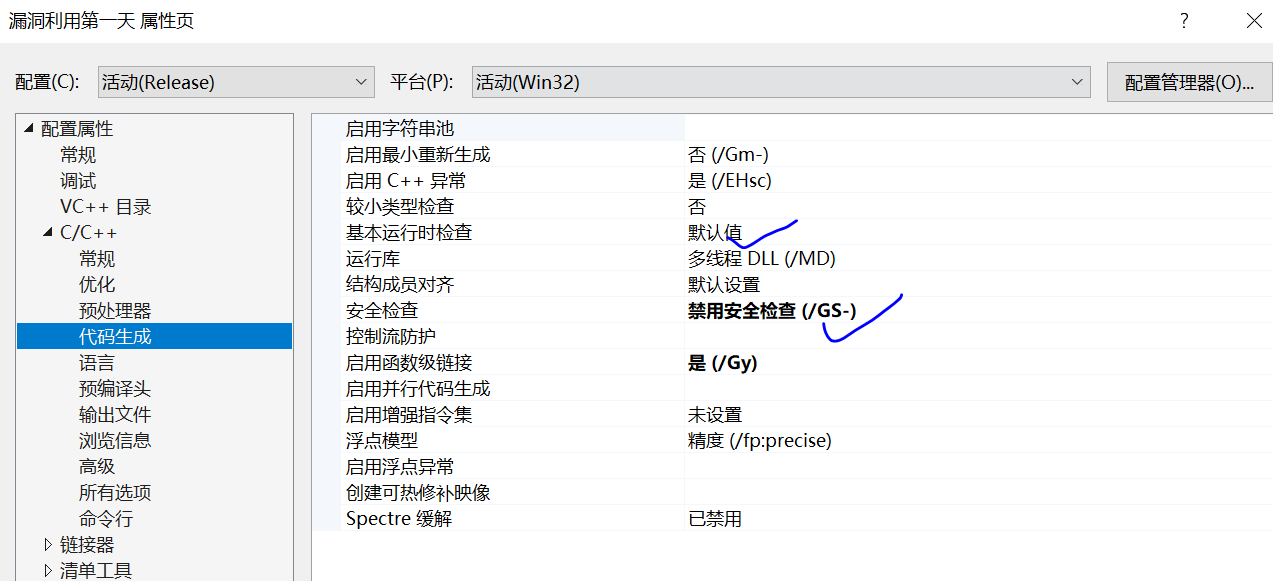 漏洞利用第一天 属性页
?
配置(C): 活动(Release) 平台(P): 活动(Win32) 配置管理器(O)...
配置属性
常规
调试
VC++ 目录
C/C++
常规
优化
预处理器
代码生成
语言
预编译头
输出文件
浏览信息
高级
所有选项
命令行
链接器
清单工具
启用字符串池
启用最小重新生成 否 (/Gm-)
启用 C++ 异常 是 (/EHsc)
较小类型检查 否
基本运行时检查 默认值
运行库 多线程 DLL (/MD)
结构成员对齐 默认设置
安全检查 禁用安全检查 (/GS-)
控制流防护
启用函数级链接 是 (/Gy)
启用并行代码生成
启用增强指令集 未设置
浮点模型 精度 (/fp:precise)
启用浮点异常
创建可热修补映像
Spectre 缓解 已禁用